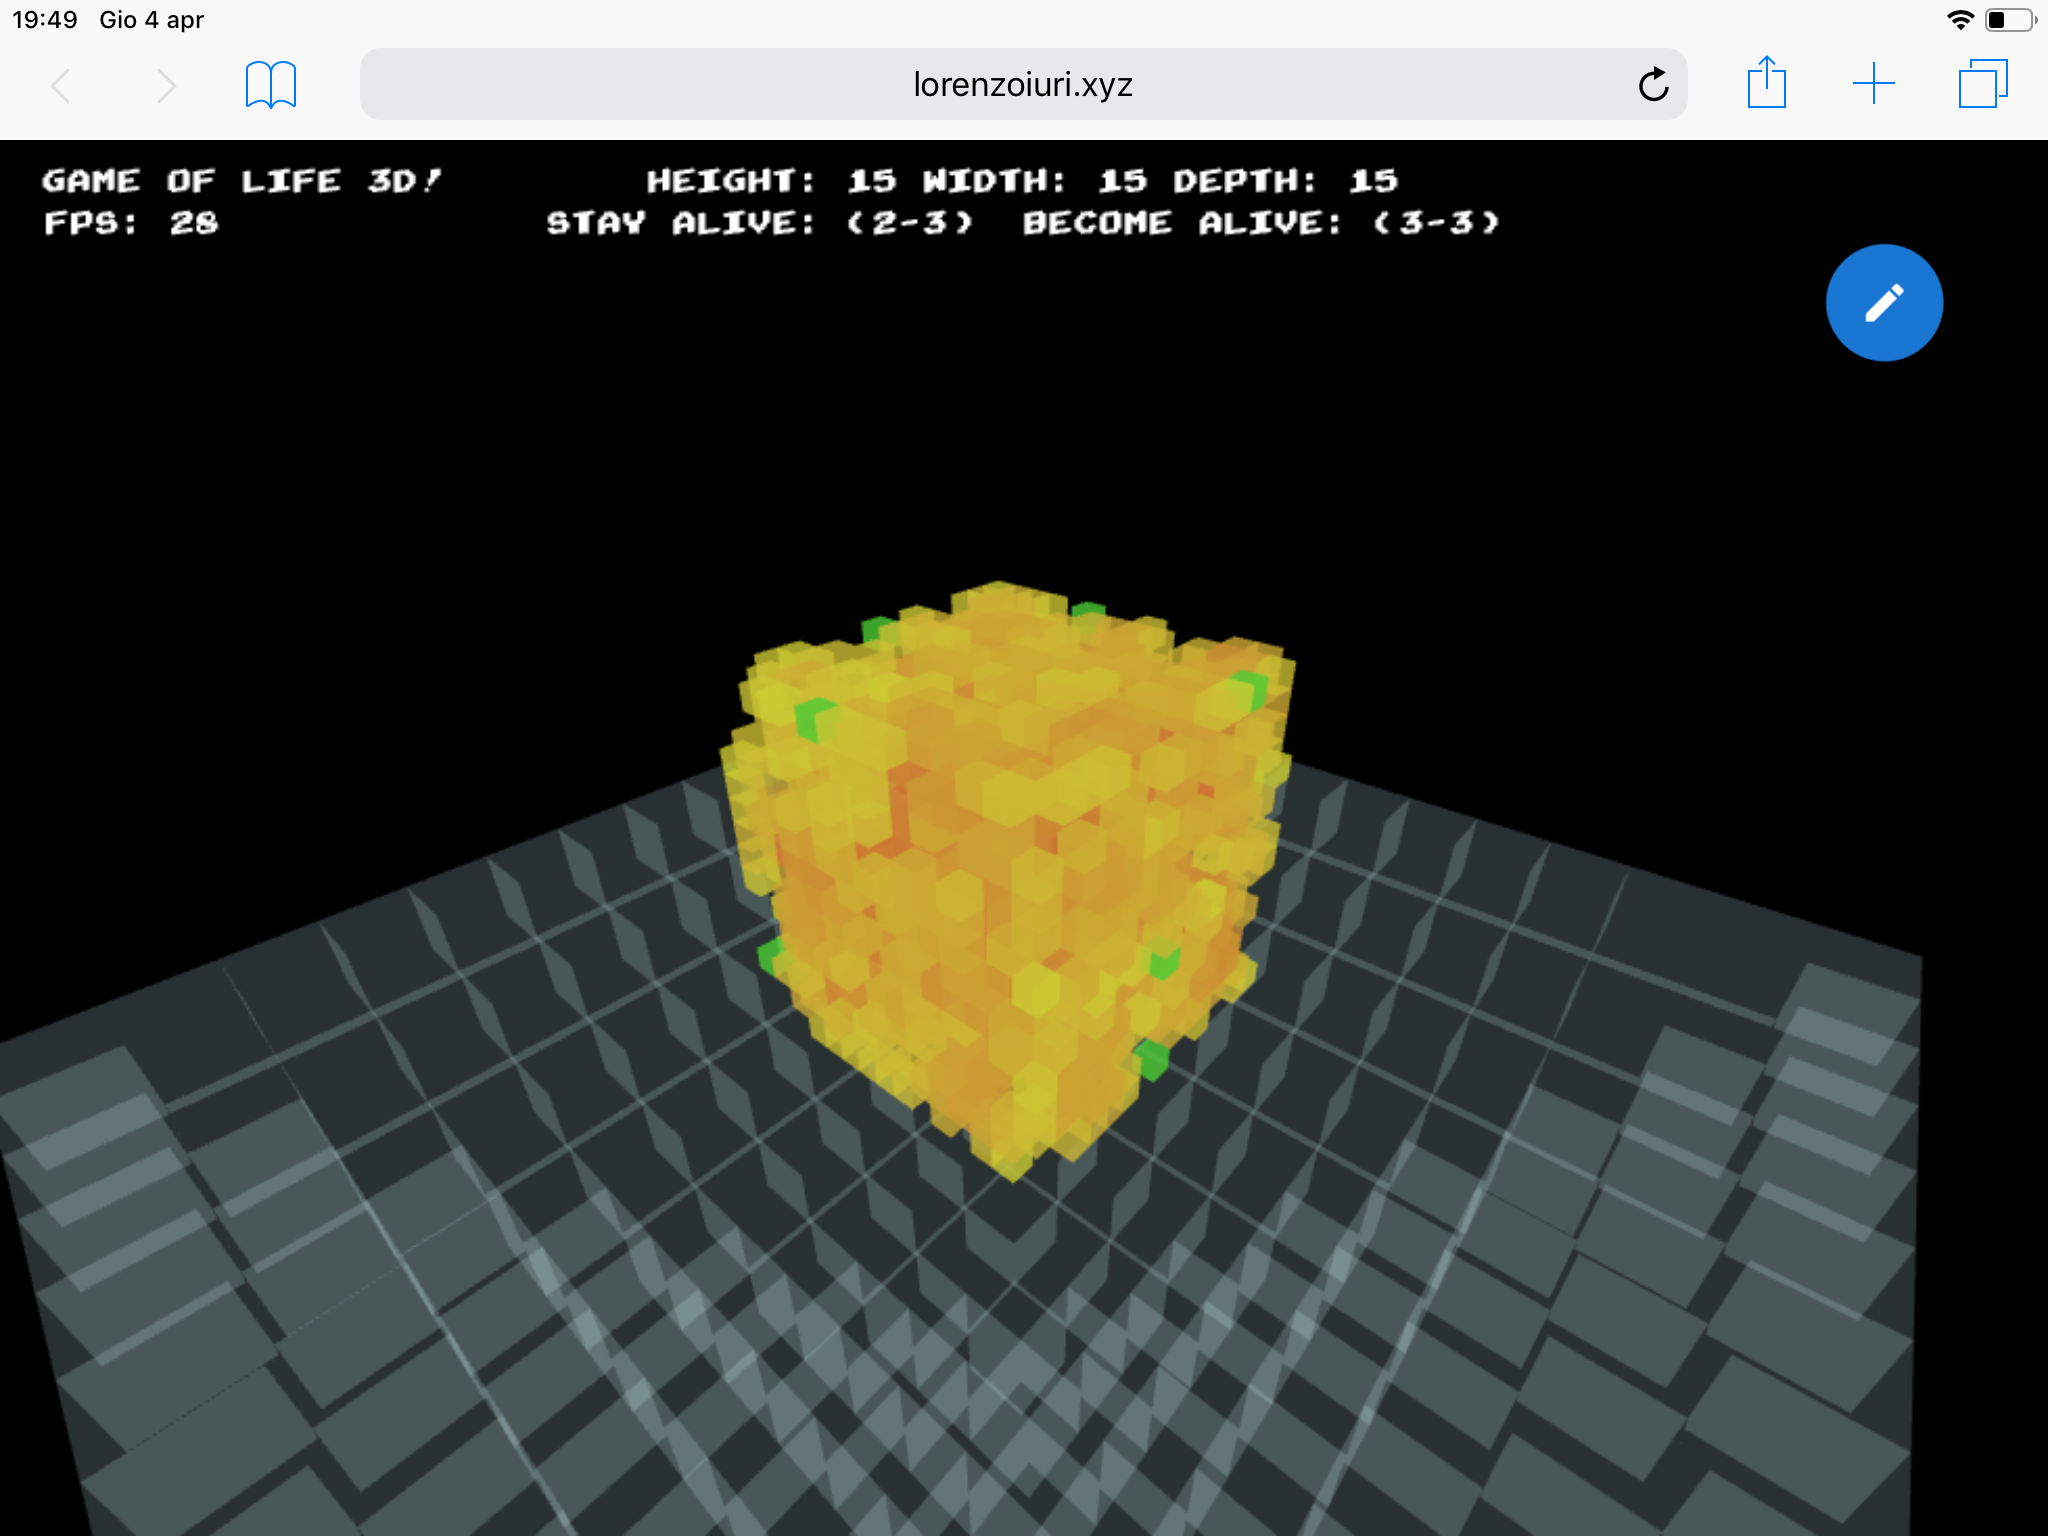 19:49 Gio 4 apr
lorenzoiuri.xyz
GAME OF LIFE 3D! HEIGHT: 15 WIDTH: 15 DEPTH: 15
FPS: 28 STAY ALIVE: (2-3) BECOME ALIVE: (3-3)